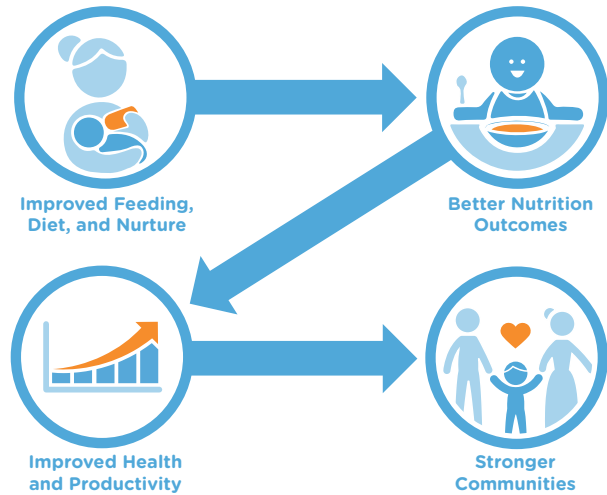 Improved Feeding,
Diet, and Nurture
Better Nutrition
Outcomes
Improved Health
and Productivity
Stronger
Communities